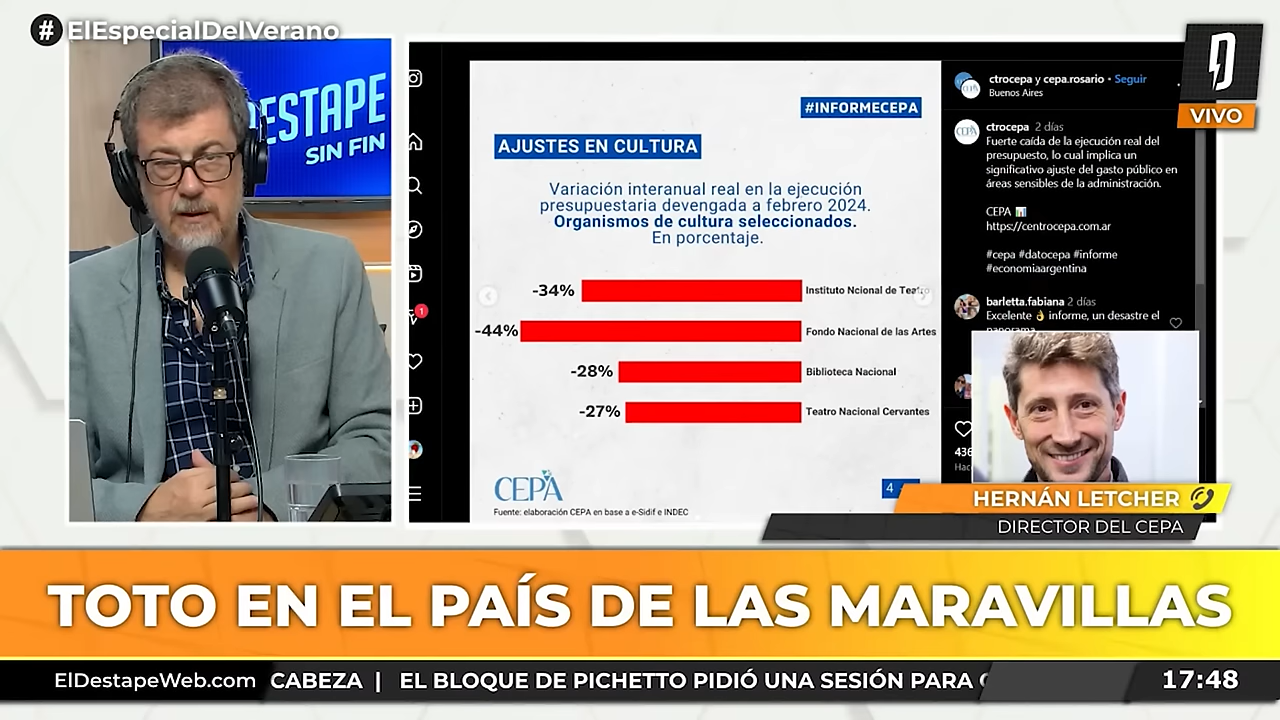 # ElEspecialDelVerano
DESTAPE
SIN FIN
#INFORMECEPA
AJUSTES EN CULTURA
Variación interanual real en la ejecución
presupuestaria devengada a febrero 2024.
Organismos de cultura seleccionados.
En porcentaje.
-34% Instituto Ncional de Teatro
-44% Fondo Nacional de las Artes
-28% Biblioteca Nacional
-27% Teatro Nacional Cervantes
CEPA
4
Fuente: elaboración CEPA en base a e-Sidif e INDEC
1
ctrocepa y cepa.rosario • Seguir
Buenos Aires
CEPA
ctrocepa 2 días
Fuerte caída de la ejecución real del
presupuesto, lo cual implica un
significativo ajuste del gasto público en
áreas sensibles de la administración.
CEPA
https://centrocepa.com.ar
#cepa #datocepa #informe
#economiaargentina
barletta.fabiana 2 días
Excelente 👌 informe, un desastre el
panorama
436
Hac
VIVO
HERNÁN LETCHER
DIRECTOR DEL CEPA
TOTO EN EL PAÍS DE LAS MARAVILLAS
ElDestapeWeb.com CABEZA | EL BLOQUE DE PICHETTO PIDIÓ UNA SESIÓN PARA 17:48